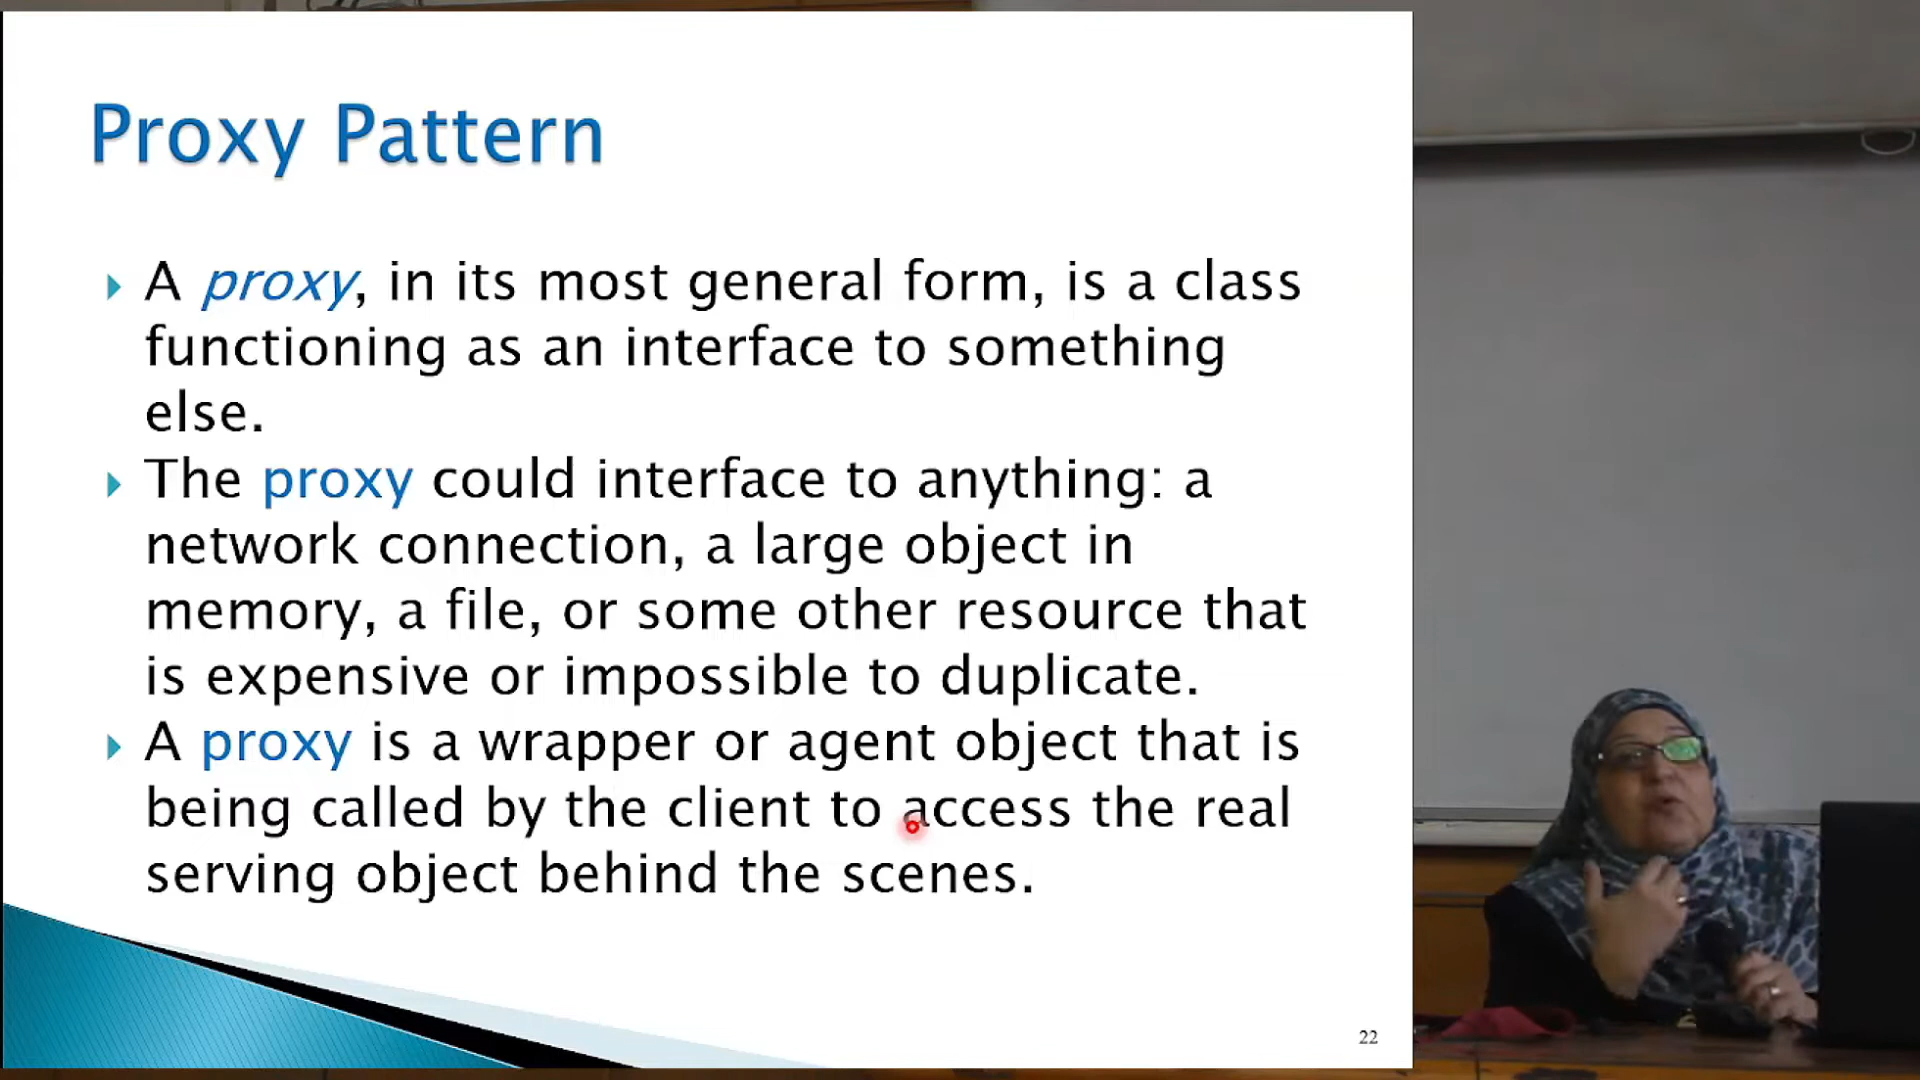 Proxy Pattern
A proxy, in its most general form, is a class
functioning as an interface to something
else.
The proxy could interface to anything: a
network connection, a large object in
memory, a file, or some other resource that
is expensive or impossible to duplicate.
A proxy is a wrapper or agent object that is
being called by the client to access the real
serving object behind the scenes.
22